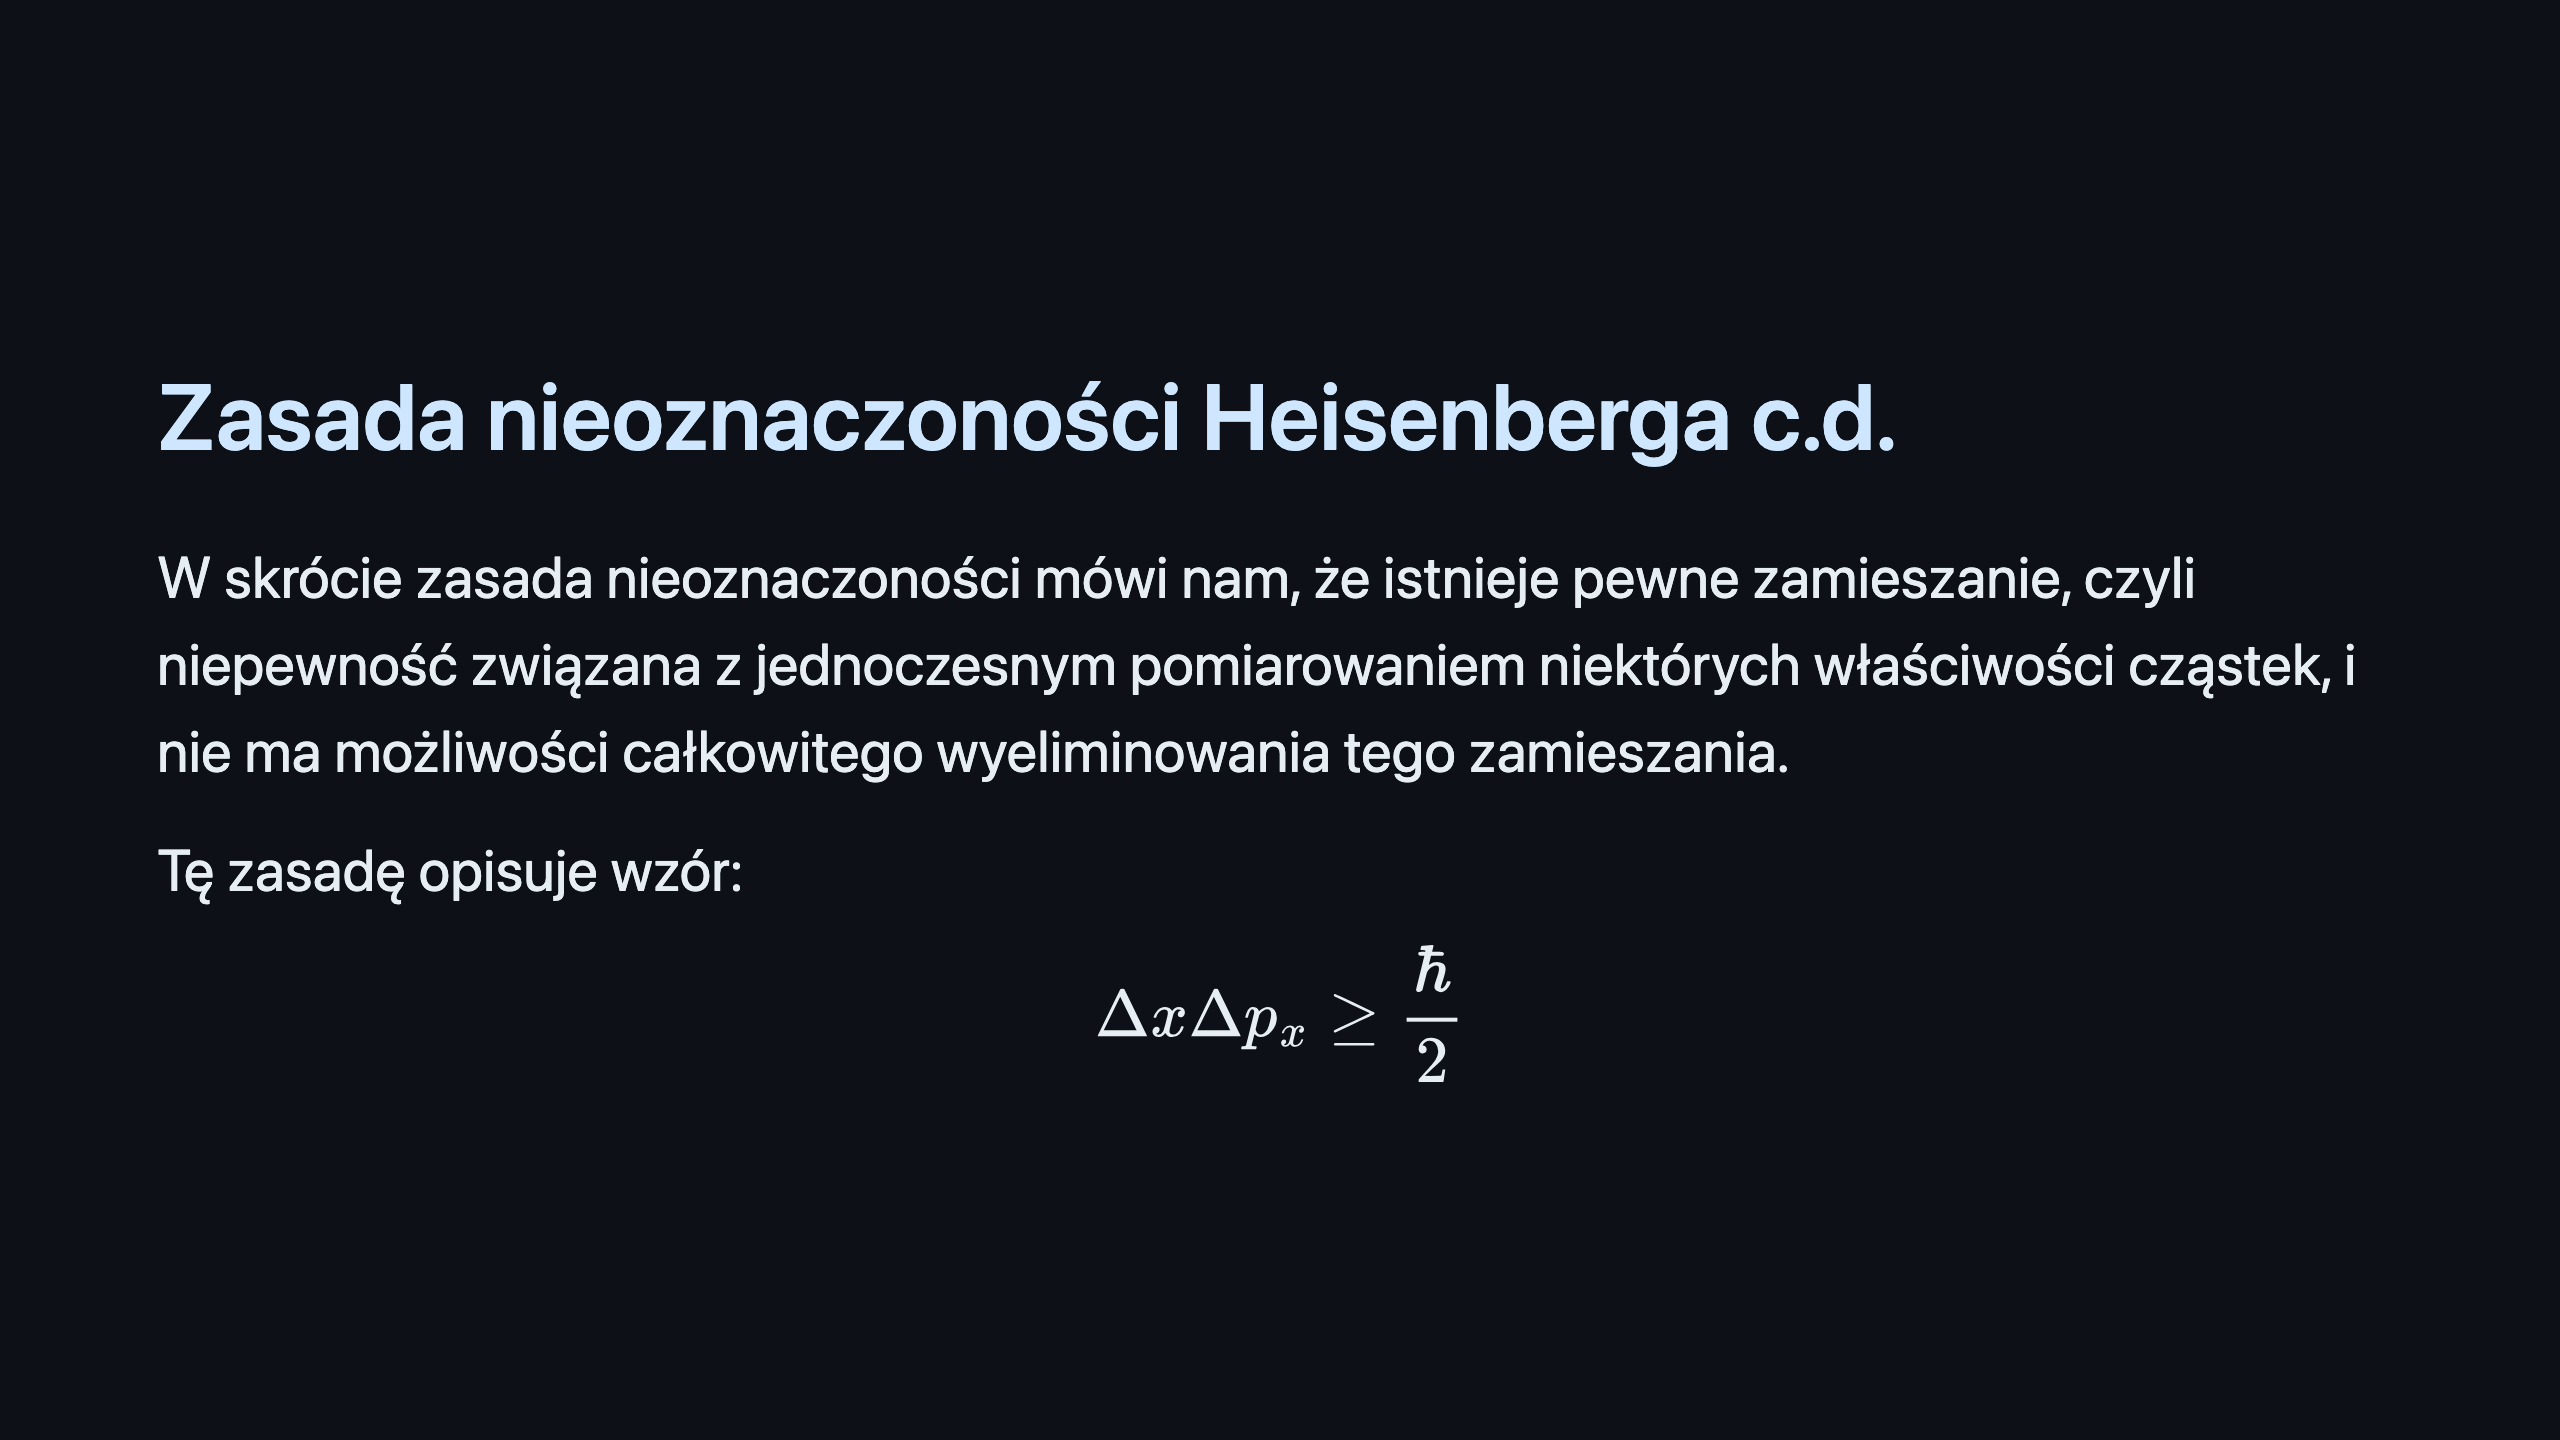 Zasada nieoznaczoności Heisenberga c.d.
W skrócie zasada nieoznaczoności mówi nam, że istnieje pewne zamieszanie, czyli
niepewność związana z jednoczesnym pomiarowaniem niektórych właściwości cząstek, i
nie ma możliwości całkowitego wyeliminowania tego zamieszania.
Tę zasadę opisuje wzór:
ΔxΔpₓ ≥ ℏ/2